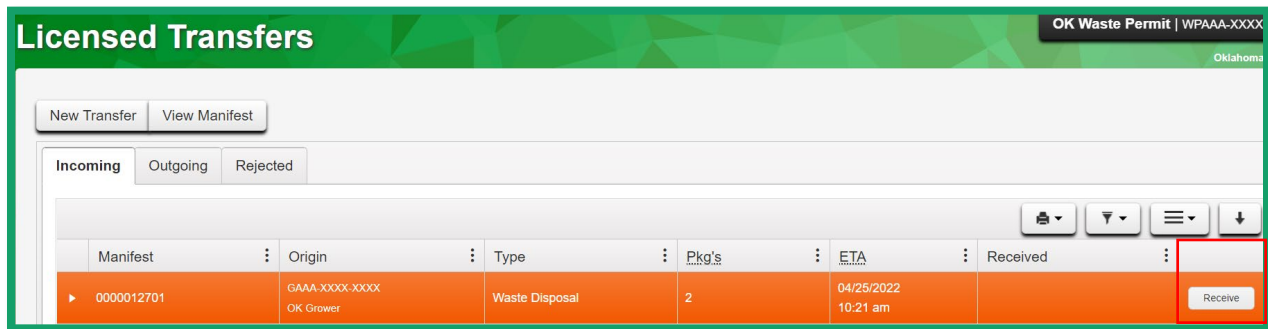 Licensed Transfers
OK Waste Permit | WPAAA-XXXX
Oklahoma
New Transfer View Manifest
Incoming Outgoing Rejected
Manifest Origin Type Pkg's ETA Received
0000012701 GAAA-XXXX-XXXX Waste Disposal 2 04/25/2022 Receive
OK Grower 10:21 am